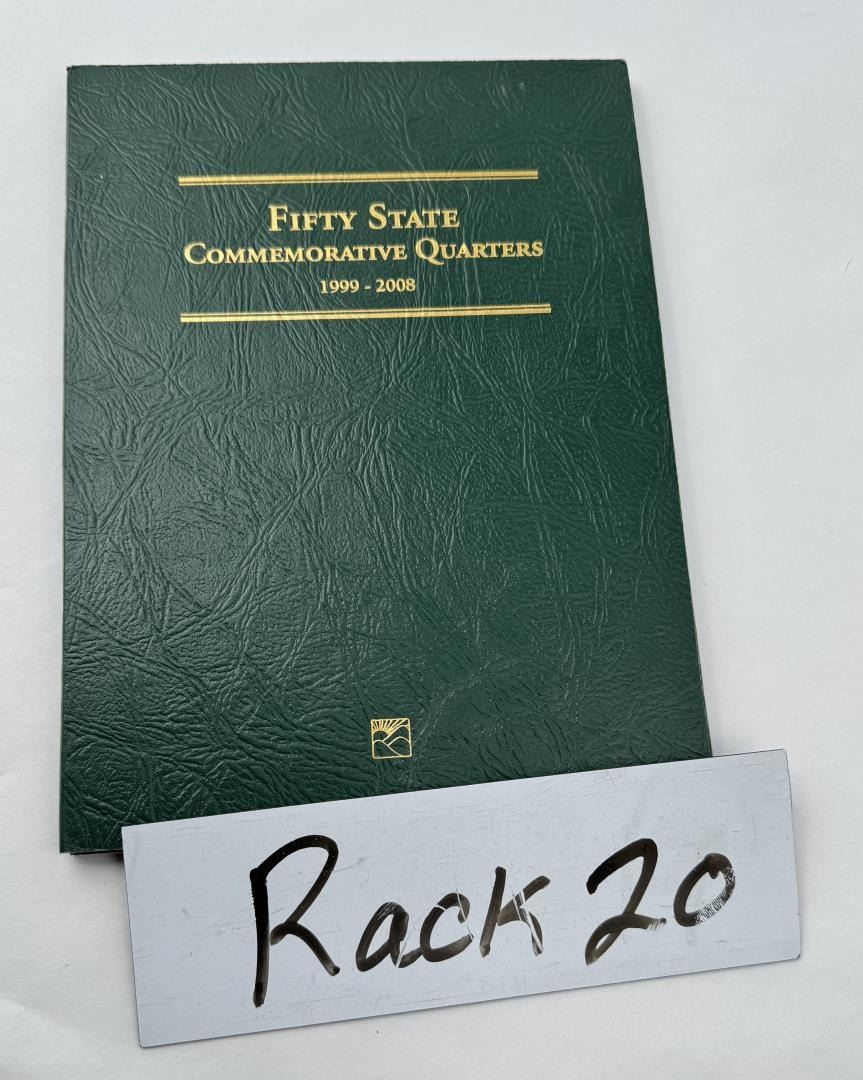 Fifty State
Commemorative Quarters
1999 - 2008
Rack 20